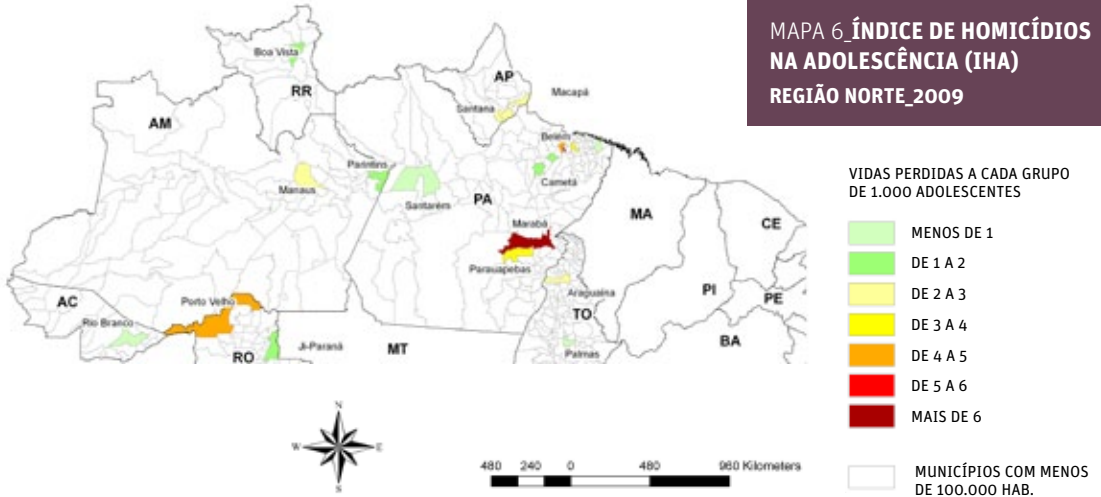 MAPA 6_ÍNDICE DE HOMICÍDIOS
NA ADOLESCÊNCIA (IHA)
REGIÃO NORTE_2009
Boa Vista
RR
AP
Macapá
Santana
AM
Belém
Parintins
Manaus
Cametá
Santarém
PA
Marabá
MA
CE
Parauapebas
AC
Porto Velho
Araguaína
PI
PE
Rio Branco
TO
RO
Ji-Paraná
MT
Palmas
BA
VIDAS PERDIDAS A CADA GRUPO
DE 1.000 ADOLESCENTES
MENOS DE 1
DE 1 A 2
DE 2 A 3
DE 3 A 4
DE 4 A 5
DE 5 A 6
MAIS DE 6
MUNICÍPIOS COM MENOS
DE 100.000 HAB.
N
W
E
S
480 240 0 480 960 Kilometers